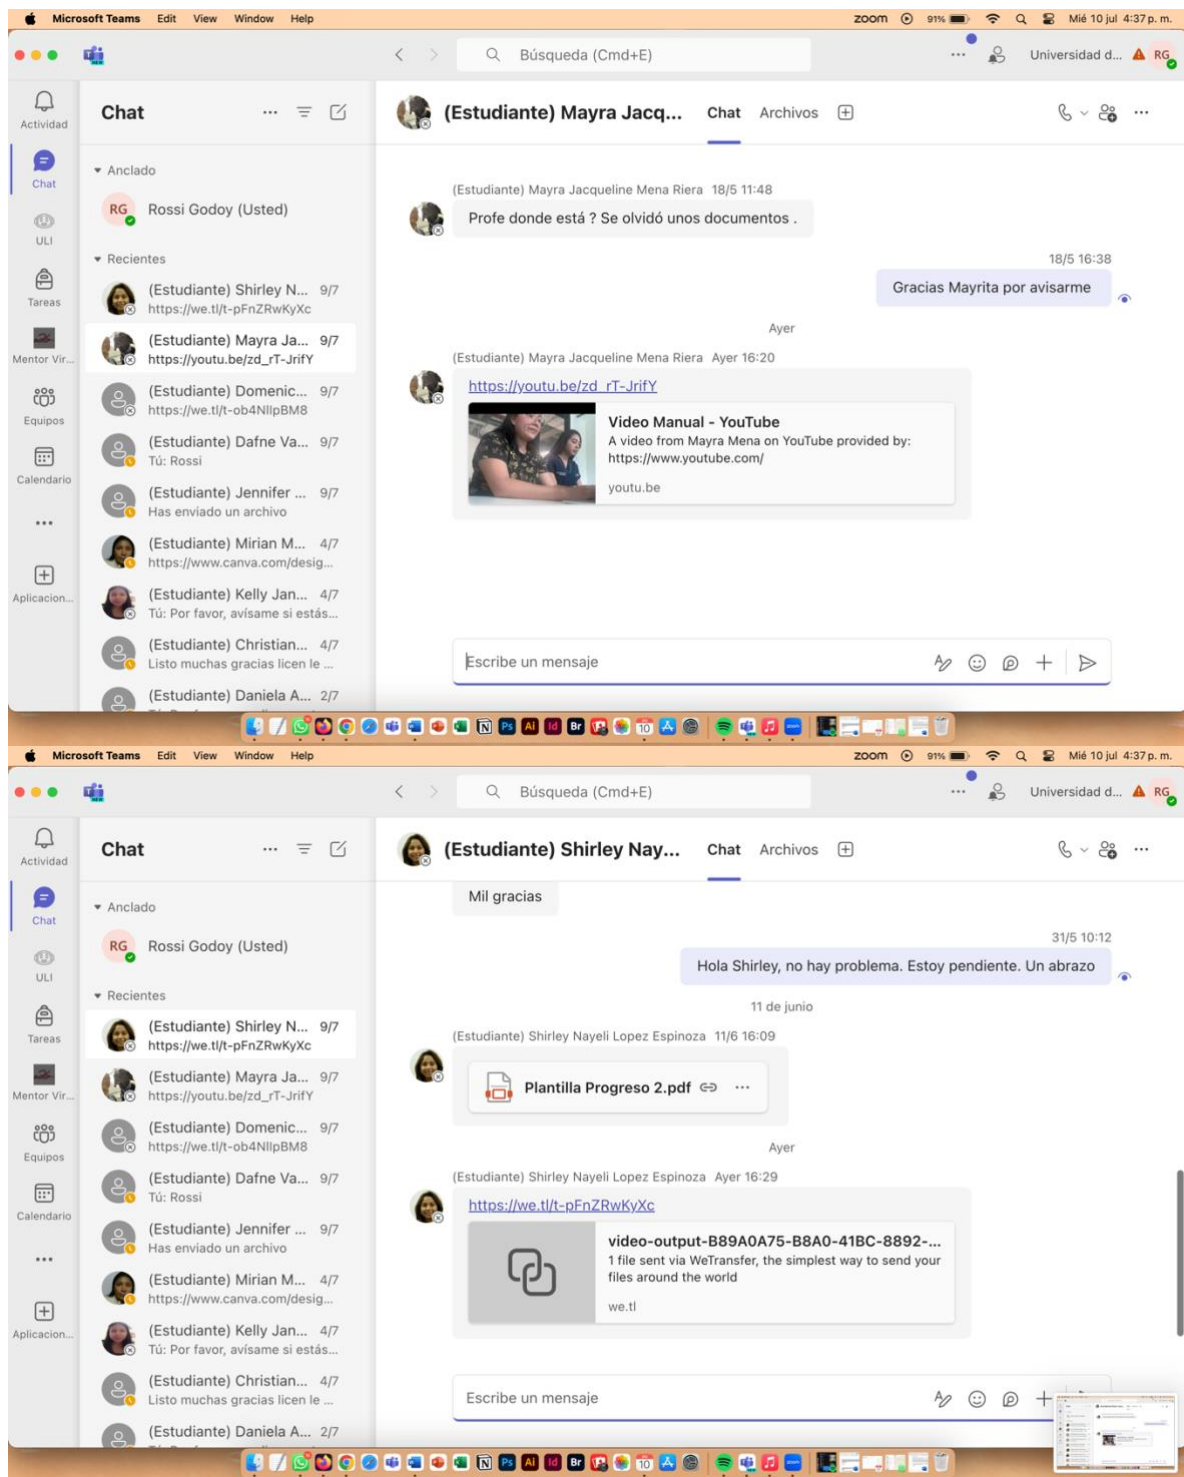 Microsoft Teams Edit View Window Help
zoom 91% Mié 10 jul 4:37 p. m.
Búsqueda (Cmd+E)
Universidad d... RG
Actividad
Chat
ULI
Tareas
Mentor Vir...
Equipos
Calendario
Aplicacion...
Chat
Anclado
RG Rossi Godoy (Usted)
Recientes
(Estudiante) Shirley N... 9/7
https://we.tl/t-pFnZRwKyXc
(Estudiante) Mayra Ja... 9/7
https://youtu.be/zd_rT-JrifY
(Estudiante) Domenic... 9/7
https://we.tl/t-ob4NllpBM8
(Estudiante) Dafne Va... 9/7
Tú: Rossi
(Estudiante) Jennifer ... 9/7
Has enviado un archivo
(Estudiante) Mirian M... 4/7
https://www.canva.com/desig...
(Estudiante) Kelly Jan... 4/7
Tú: Por favor, avísame si estás...
(Estudiante) Christian... 4/7
Listo muchas gracias licen le ...
(Estudiante) Daniela A... 2/7
(Estudiante) Mayra Jacq... Chat Archivos
(Estudiante) Mayra Jacqueline Mena Riera 18/5 11:48
Profe donde está ? Se olvidó unos documentos .
18/5 16:38
Gracias Mayrita por avisarme
Ayer
(Estudiante) Mayra Jacqueline Mena Riera Ayer 16:20
https://youtu.be/zd_rT-JrifY
Video Manual - YouTube
A video from Mayra Mena on YouTube provided by:
https://www.youtube.com/
youtu.be
Escribe un mensaje
Microsoft Teams Edit View Window Help
zoom 91% Mié 10 jul 4:37 p. m.
Búsqueda (Cmd+E)
Universidad d... RG
Actividad
Chat
ULI
Tareas
Mentor Vir...
Equipos
Calendario
Aplicacion...
Chat
Anclado
RG Rossi Godoy (Usted)
Recientes
(Estudiante) Shirley N... 9/7
https://we.tl/t-pFnZRwKyXc
(Estudiante) Mayra Ja... 9/7
https://youtu.be/zd_rT-JrifY
(Estudiante) Domenic... 9/7
https://we.tl/t-ob4NllpBM8
(Estudiante) Dafne Va... 9/7
Tú: Rossi
(Estudiante) Jennifer ... 9/7
Has enviado un archivo
(Estudiante) Mirian M... 4/7
https://www.canva.com/desig...
(Estudiante) Kelly Jan... 4/7
Tú: Por favor, avísame si estás...
(Estudiante) Christian... 4/7
Listo muchas gracias licen le ...
(Estudiante) Daniela A... 2/7
(Estudiante) Shirley Nay... Chat Archivos
Mil gracias
31/5 10:12
Hola Shirley, no hay problema. Estoy pendiente. Un abrazo
11 de junio
(Estudiante) Shirley Nayeli Lopez Espinoza 11/6 16:09
Plantilla Progreso 2.pdf
Ayer
(Estudiante) Shirley Nayeli Lopez Espinoza Ayer 16:29
https://we.tl/t-pFnZRwKyXc
video-output-B89A0A75-B8A0-41BC-8892-...
1 file sent via WeTransfer, the simplest way to send your
files around the world
we.tl
Escribe un mensaje